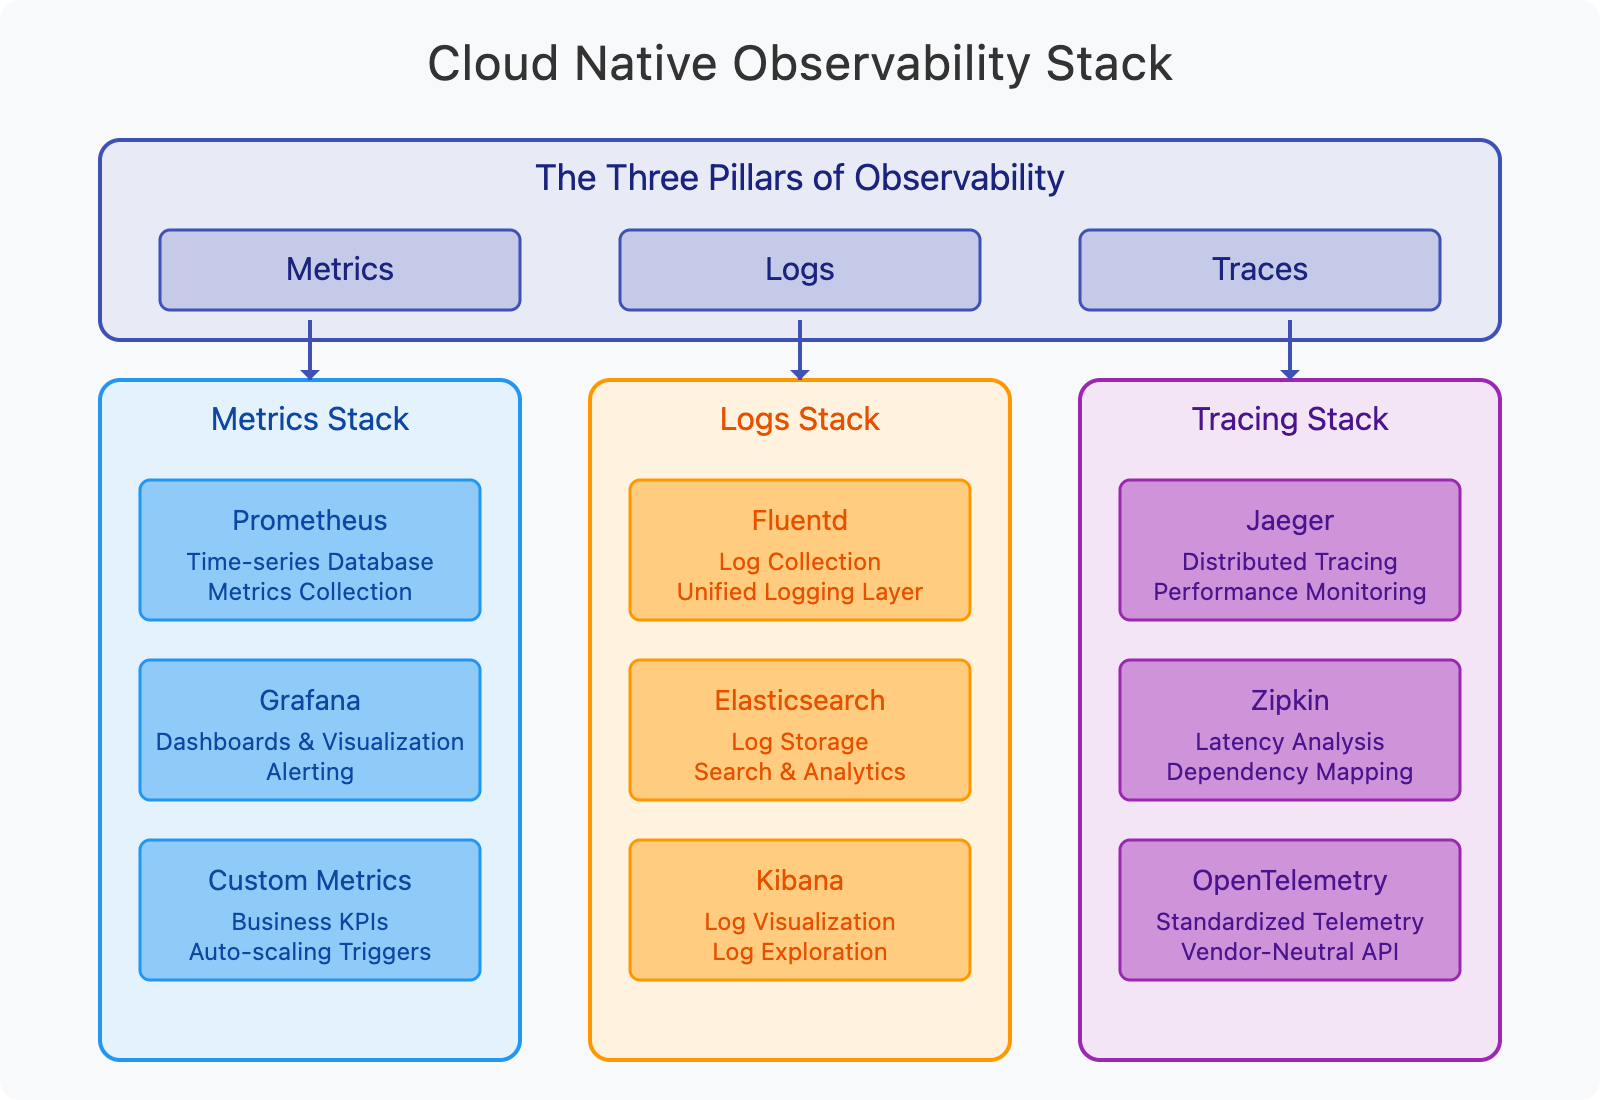 Cloud Native Observability Stack
The Three Pillars of Observability
Metrics
Logs
Traces
Metrics Stack
Prometheus
Time-series Database
Metrics Collection
Grafana
Dashboards & Visualization
Alerting
Custom Metrics
Business KPIs
Auto-scaling Triggers
Logs Stack
Fluentd
Log Collection
Unified Logging Layer
Elasticsearch
Log Storage
Search & Analytics
Kibana
Log Visualization
Log Exploration
Tracing Stack
Jaeger
Distributed Tracing
Performance Monitoring
Zipkin
Latency Analysis
Dependency Mapping
OpenTelemetry
Standardized Telemetry
Vendor-Neutral API